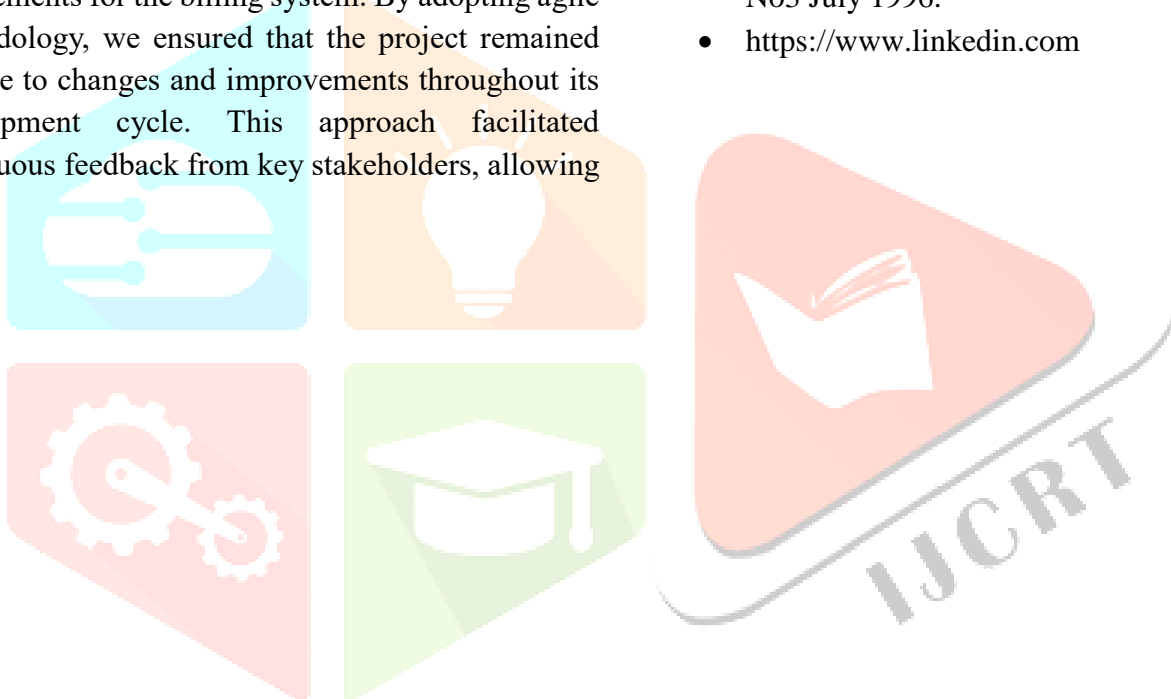 ements for the billing system. By adopting agile
dology, we ensured that the project remained
e to changes and improvements throughout its
pment cycle. This approach facilitated
uous feedback from key stakeholders, allowing
No3 July 1996.
• https://www.linkedin.com
IJCRT